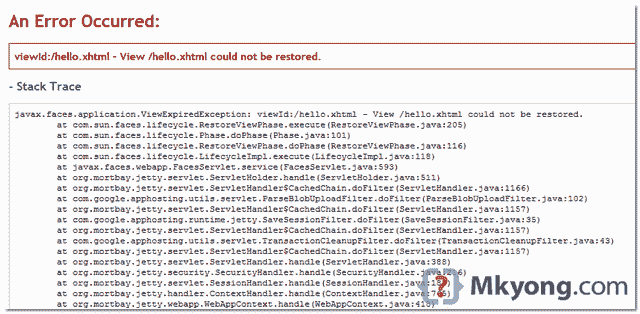 An Error Occurred:
viewId:/hello.xhtml - View /hello.xhtml could not be restored.
- Stack Trace
javax.faces.application.ViewExpiredException: viewId:/hello.xhtml - View /hello.xhtml could not be restored.
at com.sun.faces.lifecycle.RestoreViewPhase.execute(RestoreViewPhase.java:205)
at com.sun.faces.lifecycle.Phase.doPhase(Phase.java:101)
at com.sun.faces.lifecycle.RestoreViewPhase.doPhase(RestoreViewPhase.java:116)
at com.sun.faces.lifecycle.LifecycleImpl.execute(LifecycleImpl.java:118)
at javax.faces.webapp.FacesServlet.service(FacesServlet.java:593)
at org.mortbay.jetty.servlet.ServletHolder.handle(ServletHolder.java:511)
at org.mortbay.jetty.servlet.ServletHandler$CachedChain.doFilter(ServletHandler.java:1166)
at com.google.apphosting.utils.servlet.ParseBlobUploadFilter.doFilter(ParseBlobUploadFilter.java:102)
at org.mortbay.jetty.servlet.ServletHandler$CachedChain.doFilter(ServletHandler.java:1157)
at com.google.apphosting.runtime.jetty.SaveSessionFilter.doFilter(SaveSessionFilter.java:35)
at org.mortbay.jetty.servlet.ServletHandler$CachedChain.doFilter(ServletHandler.java:1157)
at com.google.apphosting.utils.servlet.TransactionCleanupFilter.doFilter(TransactionCleanupFilter.java:43)
at org.mortbay.jetty.servlet.ServletHandler$CachedChain.doFilter(ServletHandler.java:1157)
at org.mortbay.jetty.servlet.ServletHandler.handle(ServletHandler.java:388)
at org.mortbay.jetty.security.SecurityHandler.handle(SecurityHandler.java:216)
at org.mortbay.jetty.servlet.SessionHandler.handle(SessionHandler.java:
at org.mortbay.jetty.handler.ContextHandler.handle(ContextHandler.java:
at org.mortbay.jetty.webapp.WebAppContext.handle(WebAppContext.java:418)
Mkyong.com